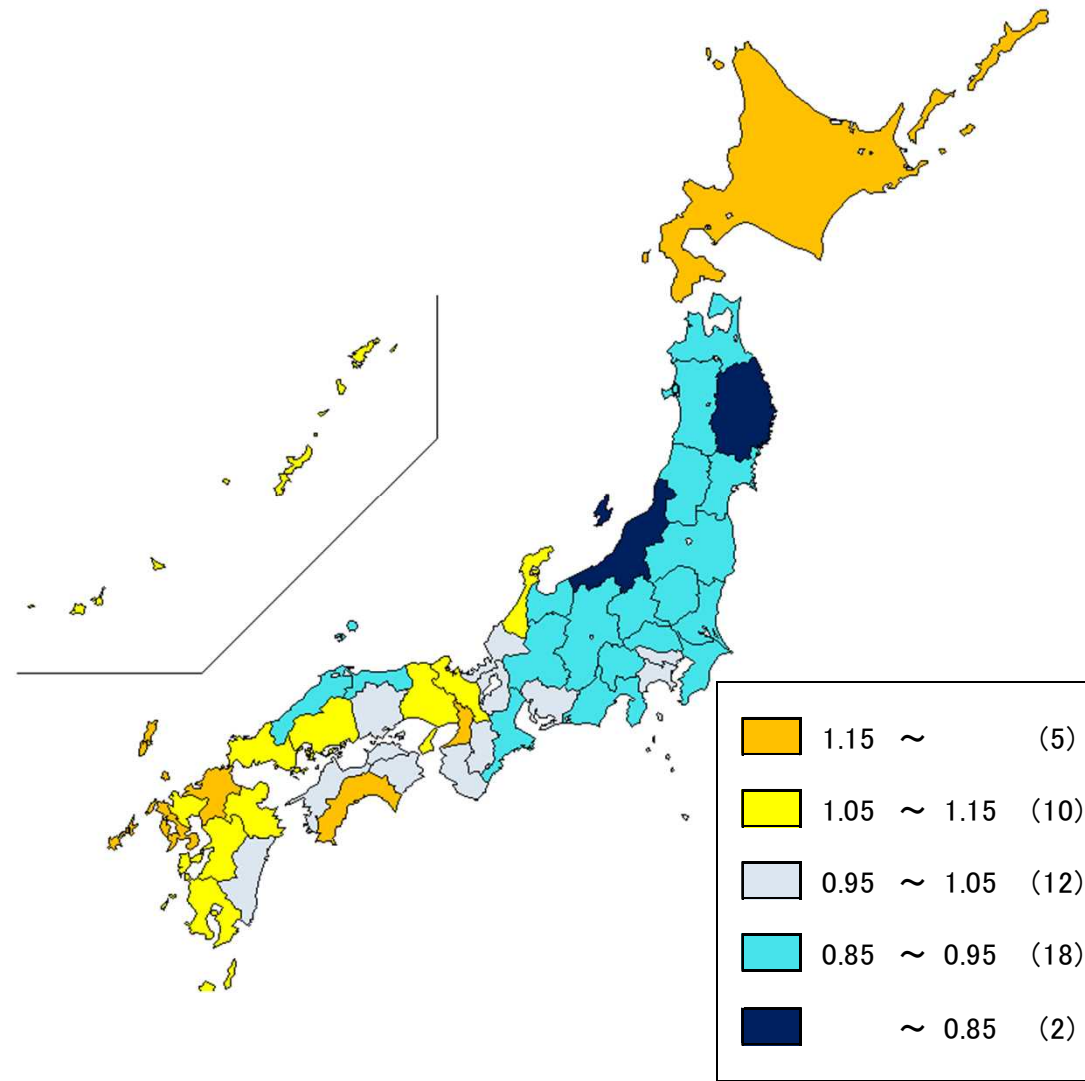 1.15 ～ （5）
1.05 ～ 1.15 （10）
0.95 ～ 1.05 （12）
0.85 ～ 0.95 （18）
～ 0.85 （2）